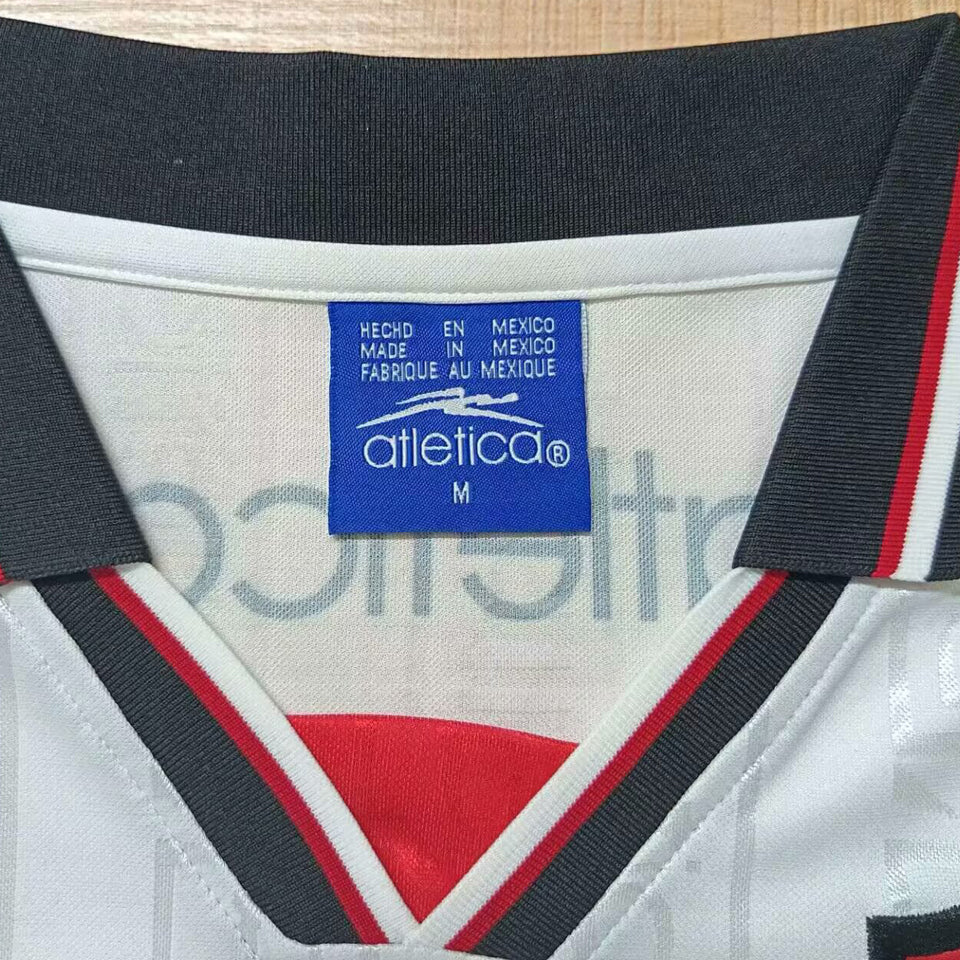 HECHD EN MEXICO
MADE IN MEXICO
FABRIQUE AU MEXIQUE
atletica®
M